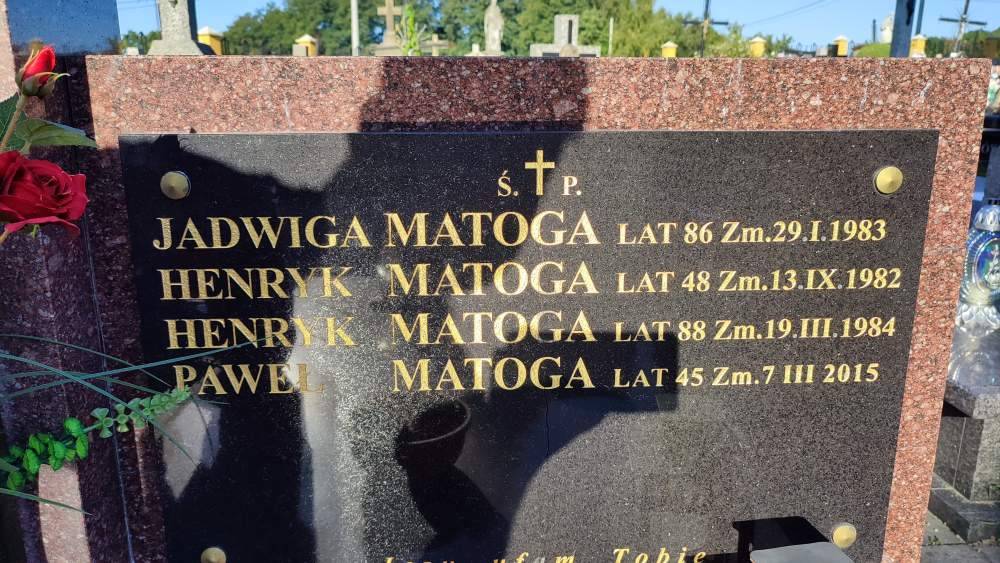 Ś. P.
JADWIGA MATOGA LAT 86 Zm.29.I.1983
HENRYK MATOGA LAT 48 Zm.13.IX.1982
HENRYK MATOGA LAT 88 Zm.19.III.1984
PAWEŁ MATOGA LAT 45 Zm.7 III 2015
ufam Tobie